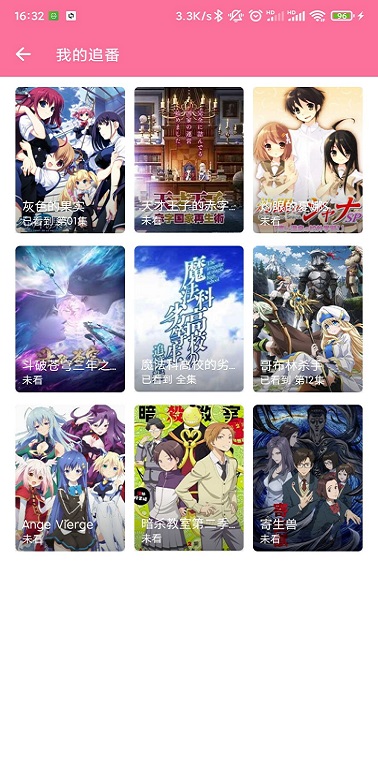 16:32
3.3K/s
HD
HD
96
我的追番
灰色的果实
已看到 第01集
天才王子的赤字...
未看
灼眼的夏娜S...
未看
斗破苍穹三年之...
未看
魔法科高校的劣...
已看到 全集
哥布林杀手
已看到 第12集
Ange Vierge
未看
暗杀教室第二季...
未看
寄生兽
未看